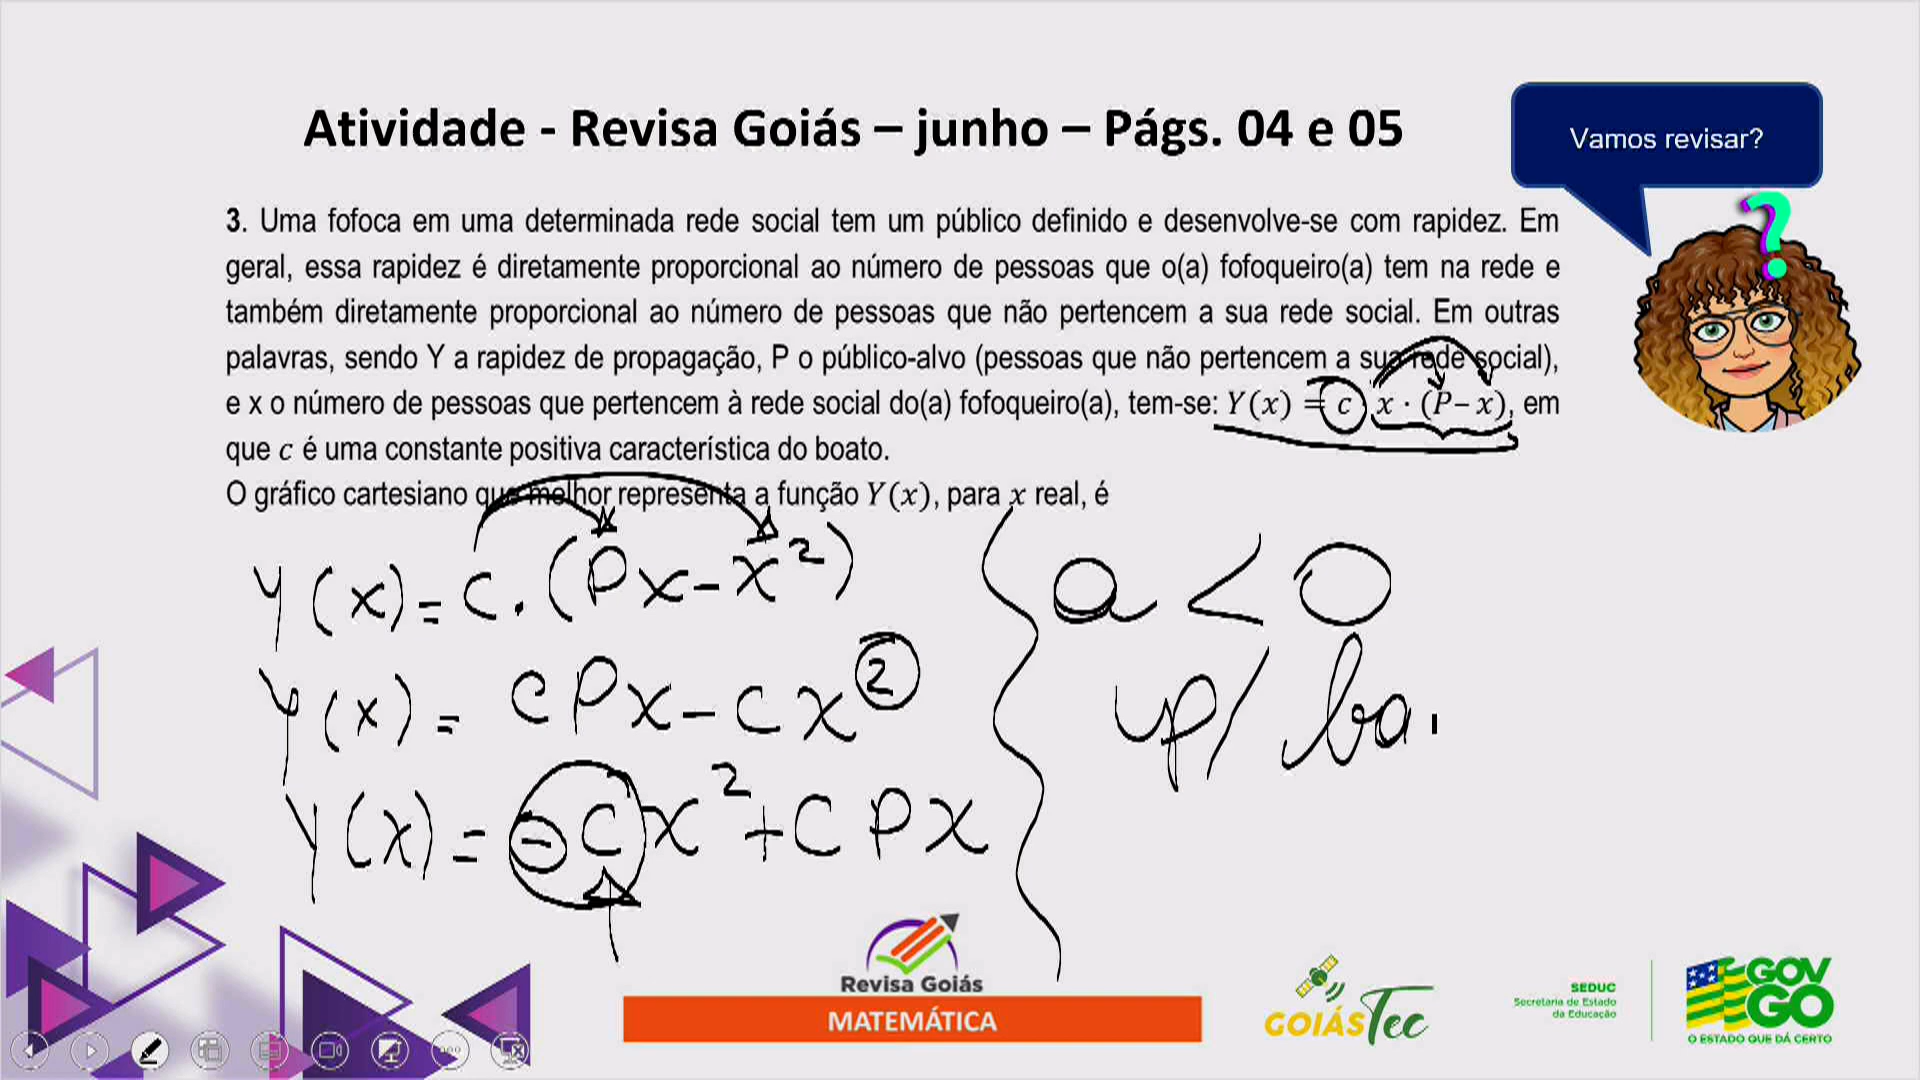 Atividade - Revisa Goiás – junho – Págs. 04 e 05
Vamos revisar?
?
3. Uma fofoca em uma determinada rede social tem um público definido e desenvolve-se com rapidez. Em
geral, essa rapidez é diretamente proporcional ao número de pessoas que o(a) fofoqueiro(a) tem na rede e
também diretamente proporcional ao número de pessoas que não pertencem a sua rede social. Em outras
palavras, sendo Y a rapidez de propagação, P o público-alvo (pessoas que não pertencem a sua rede social),
e x o número de pessoas que pertencem à rede social do(a) fofoqueiro(a), tem-se: Y(x) = c . x · (P– x), em
que c é uma constante positiva característica do boato.
O gráfico cartesiano que melhor representa a função Y(x), para x real, é
Y(x) = c . (Px - x²)
Y(x) = cPx - cx²
Y(x) = -cx² + cPx
a < 0
p/ ba
Revisa Goiás
MATEMÁTICA
GOIÁS Tec
SEDUC
Secretaria de Estado
da Educação
GOV
GO
O ESTADO QUE DÁ CERTO